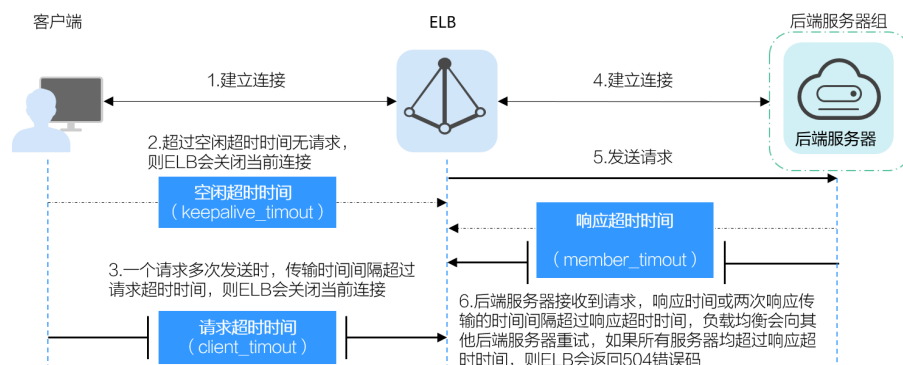 客户端
ELB
后端服务器组
1.建立连接
4.建立连接
后端服务器
2.超过空闲超时时间无请求，
则ELB会关闭当前连接
5.发送请求
空闲超时时间
（keepalive_timout）
响应超时时间
（member_timout）
3.一个请求多次发送时，传输时间间隔超过
请求超时时间，则ELB会关闭当前连接
请求超时时间
（client_timout）
6.后端服务器接收到请求，响应时间或两次响应传
输的时间间隔超过响应超时时间，负载均衡会向其
他后端服务器重试，如果所有服务器均超过响应超
时时间，则ELB会返回504错误码